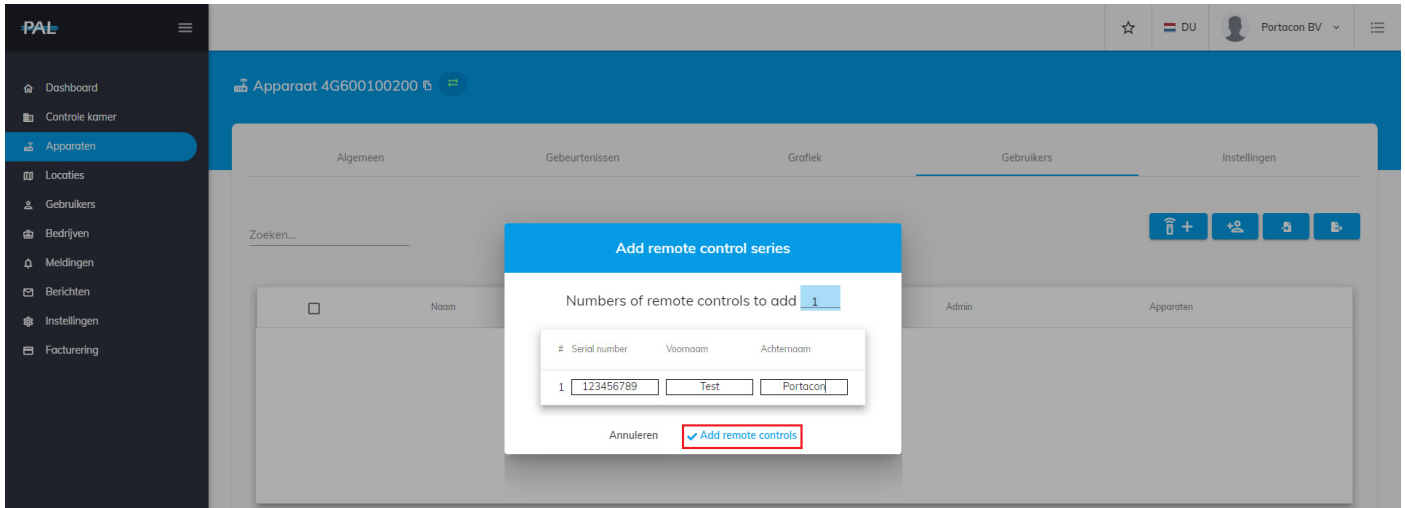 PAL
DU
Portacon BV
Dashboard
Controle kamer
Apparaten
Locaties
Gebruikers
Bedrijven
Meldingen
Berichten
Instellingen
Facturering
Apparaat 4G600100200
Algemeen
Gebeurtenissen
Grafiek
Gebruikers
Instellingen
Zoeken...
Naam
Admin
Apparaten
Add remote control series
Numbers of remote controls to add 1
# Serial number Voornaam Achternaam
1 123456789 Test Portacon
Annuleren
Add remote controls